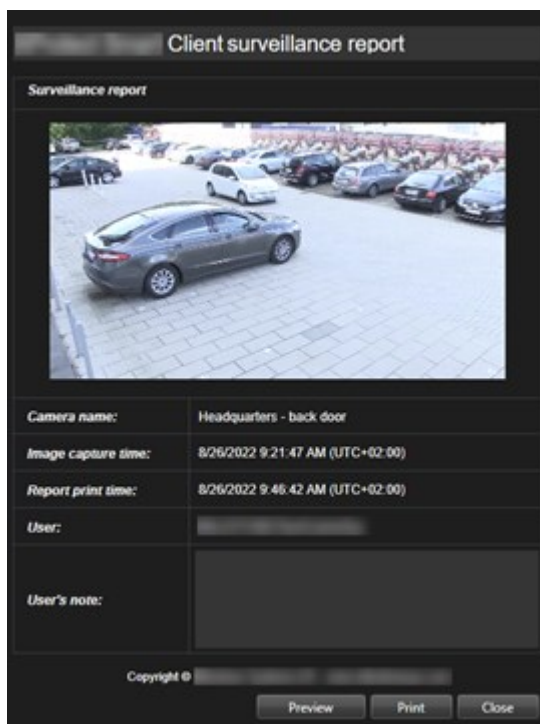 Client surveillance report
Surveillance report
Camera name: Headquarters - back door
Image capture time: 8/26/2022 9:21:47 AM (UTC+02:00)
Report print time: 8/26/2022 9:46:42 AM (UTC+02:00)
User:
User's note:
Copyright ©
Preview Print Close